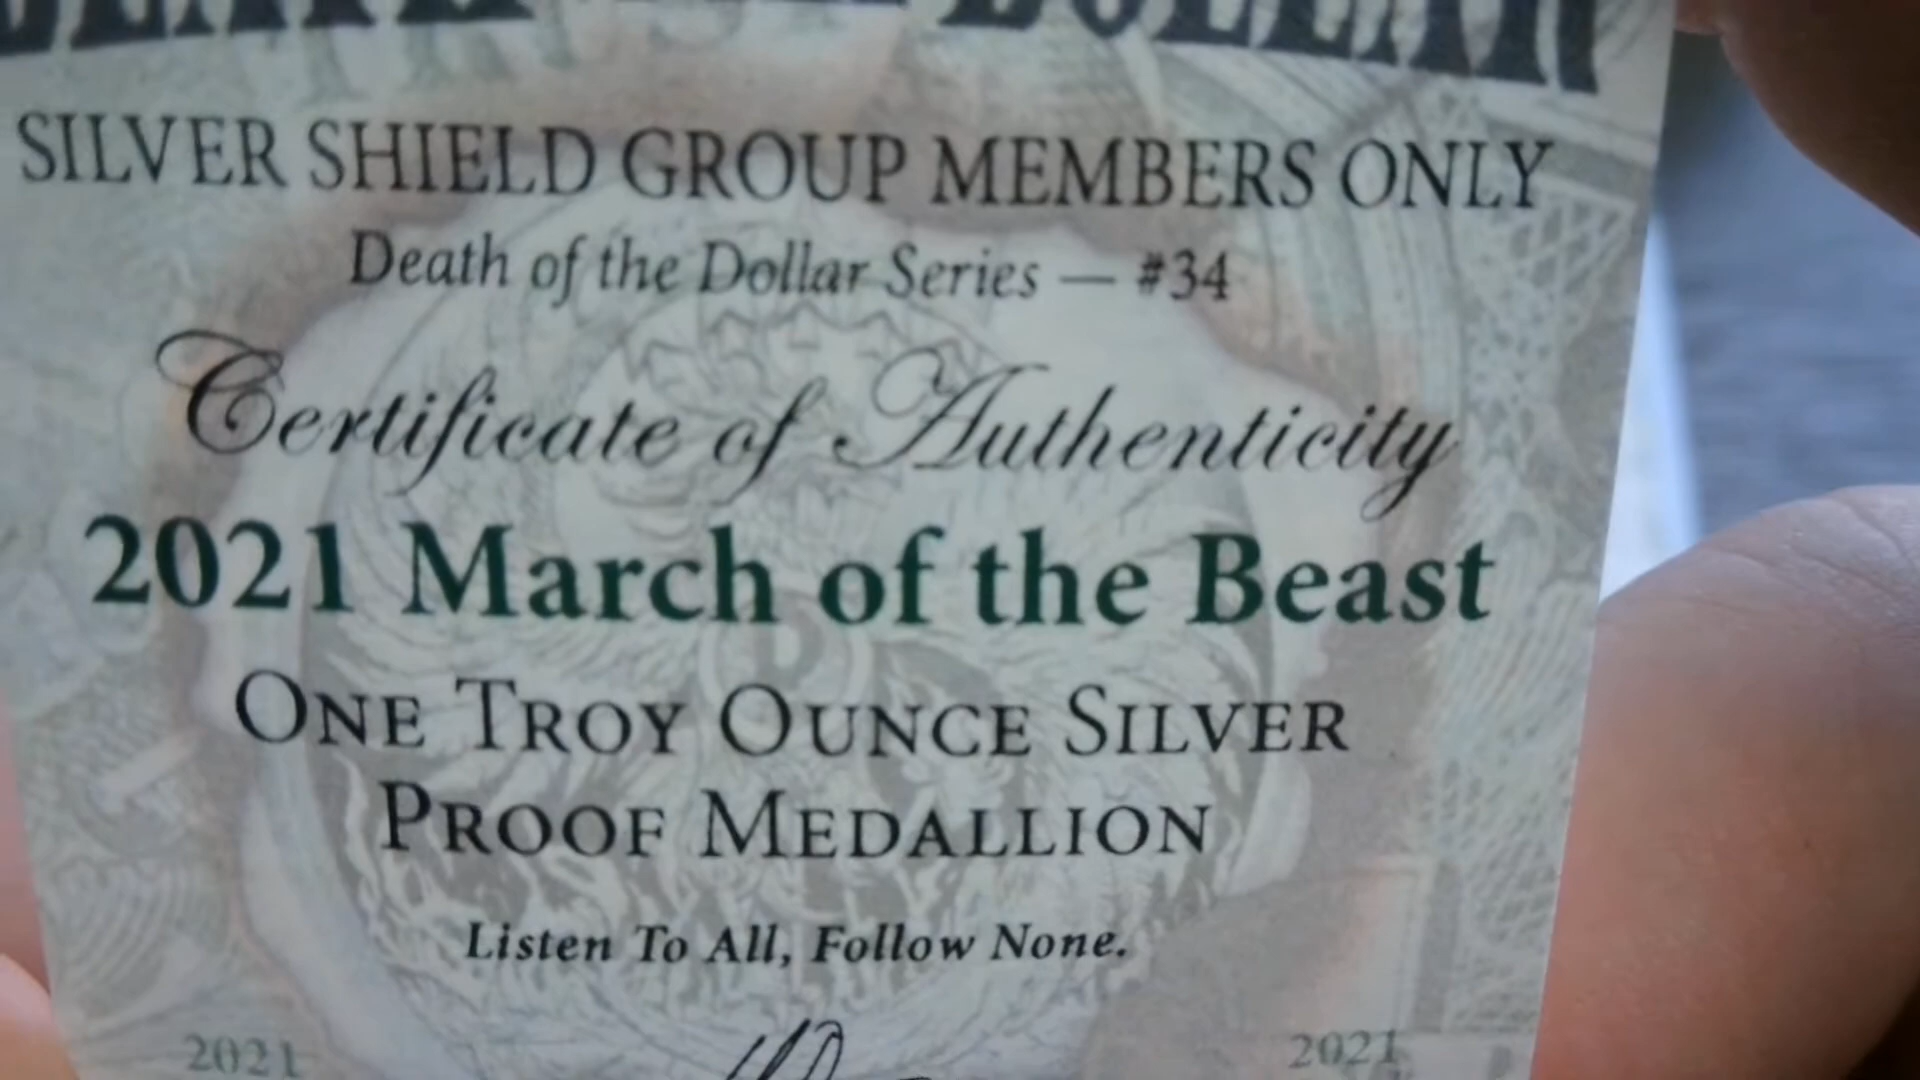 DOLLAR
SILVER SHIELD GROUP MEMBERS ONLY
Death of the Dollar Series — #34
Certificate of Authenticity
2021 March of the Beast
ONE TROY OUNCE SILVER
PROOF MEDALLION
Listen To All, Follow None.
2021 2021